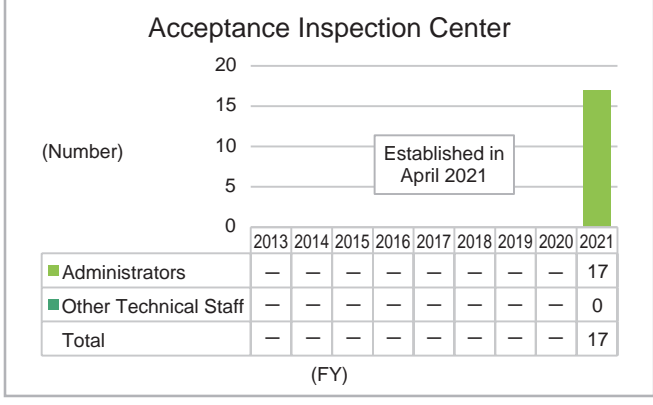 Acceptance Inspection Center
20
15
(Number)
10
Established in
April 2021
5
0
2013 2014 2015 2016 2017 2018 2019 2020 2021
Administrators — — — — — — — — 17
Other Technical Staff — — — — — — — — 0
Total — — — — — — — — 17
(FY)